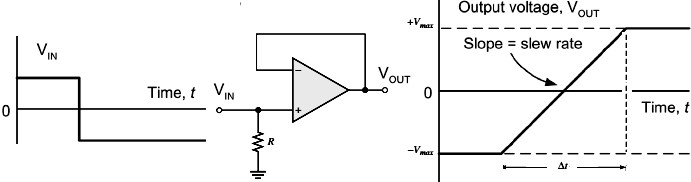 V_IN
0
Time, t
V_IN
R
−
+
V_OUT
Output voltage, V_OUT
+V_max
Slope = slew rate
0
Time, t
−V_max
Δt